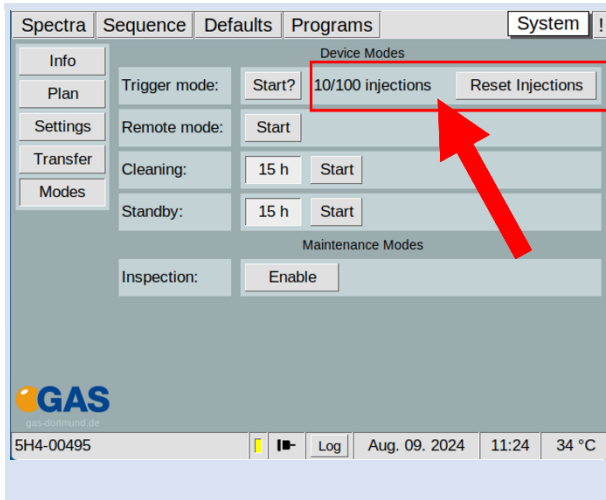 Spectra Sequence Defaults Programs System !
Info
Plan
Settings
Transfer
Modes
Device Modes
Trigger mode: Start? 10/100 injections Reset Injections
Remote mode: Start
Cleaning: 15 h Start
Standby: 15 h Start
Maintenance Modes
Inspection: Enable
GAS
gas-dortmund.de
5H4-00495 Log Aug. 09. 2024 11:24 34 °C